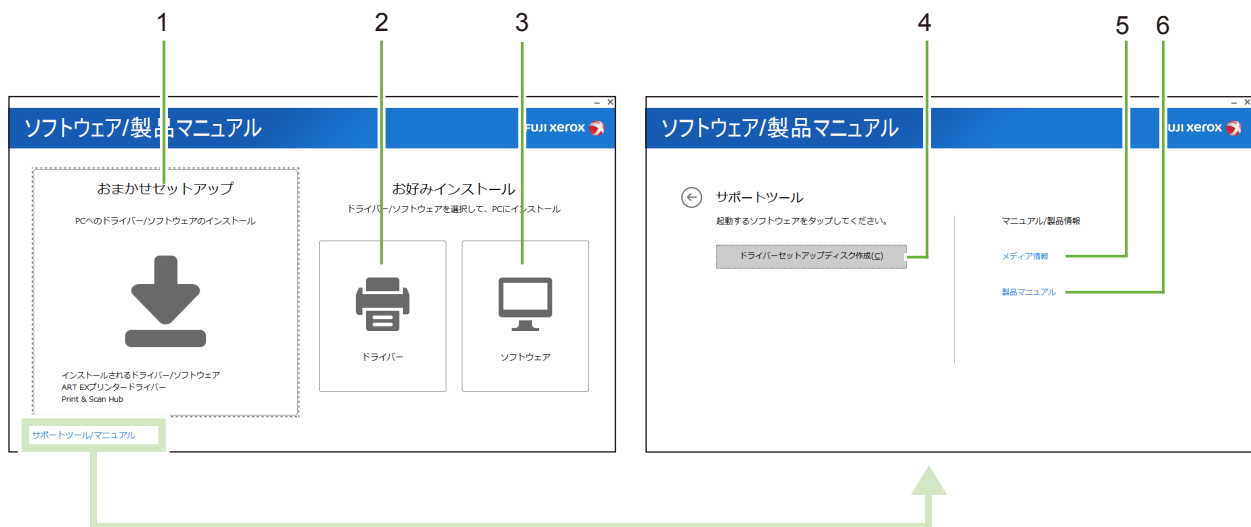 1
2
3
4
5
6
ソフトウェア/製品マニュアル
FUJI XEROX
おまかせセットアップ
PCへのドライバー/ソフトウェアのインストール
インストールされるドライバー/ソフトウェア
ART EXプリンタードライバー
Print & Scan Hub
お好みインストール
ドライバー/ソフトウェアを選択して、PCにインストール
ドライバー
ソフトウェア
サポートツール/マニュアル
ソフトウェア/製品マニュアル
FUJI XEROX
サポートツール
起動するソフトウェアをタップしてください。
ドライバーセットアップディスク作成(C)
マニュアル/製品情報
メディア情報
製品マニュアル